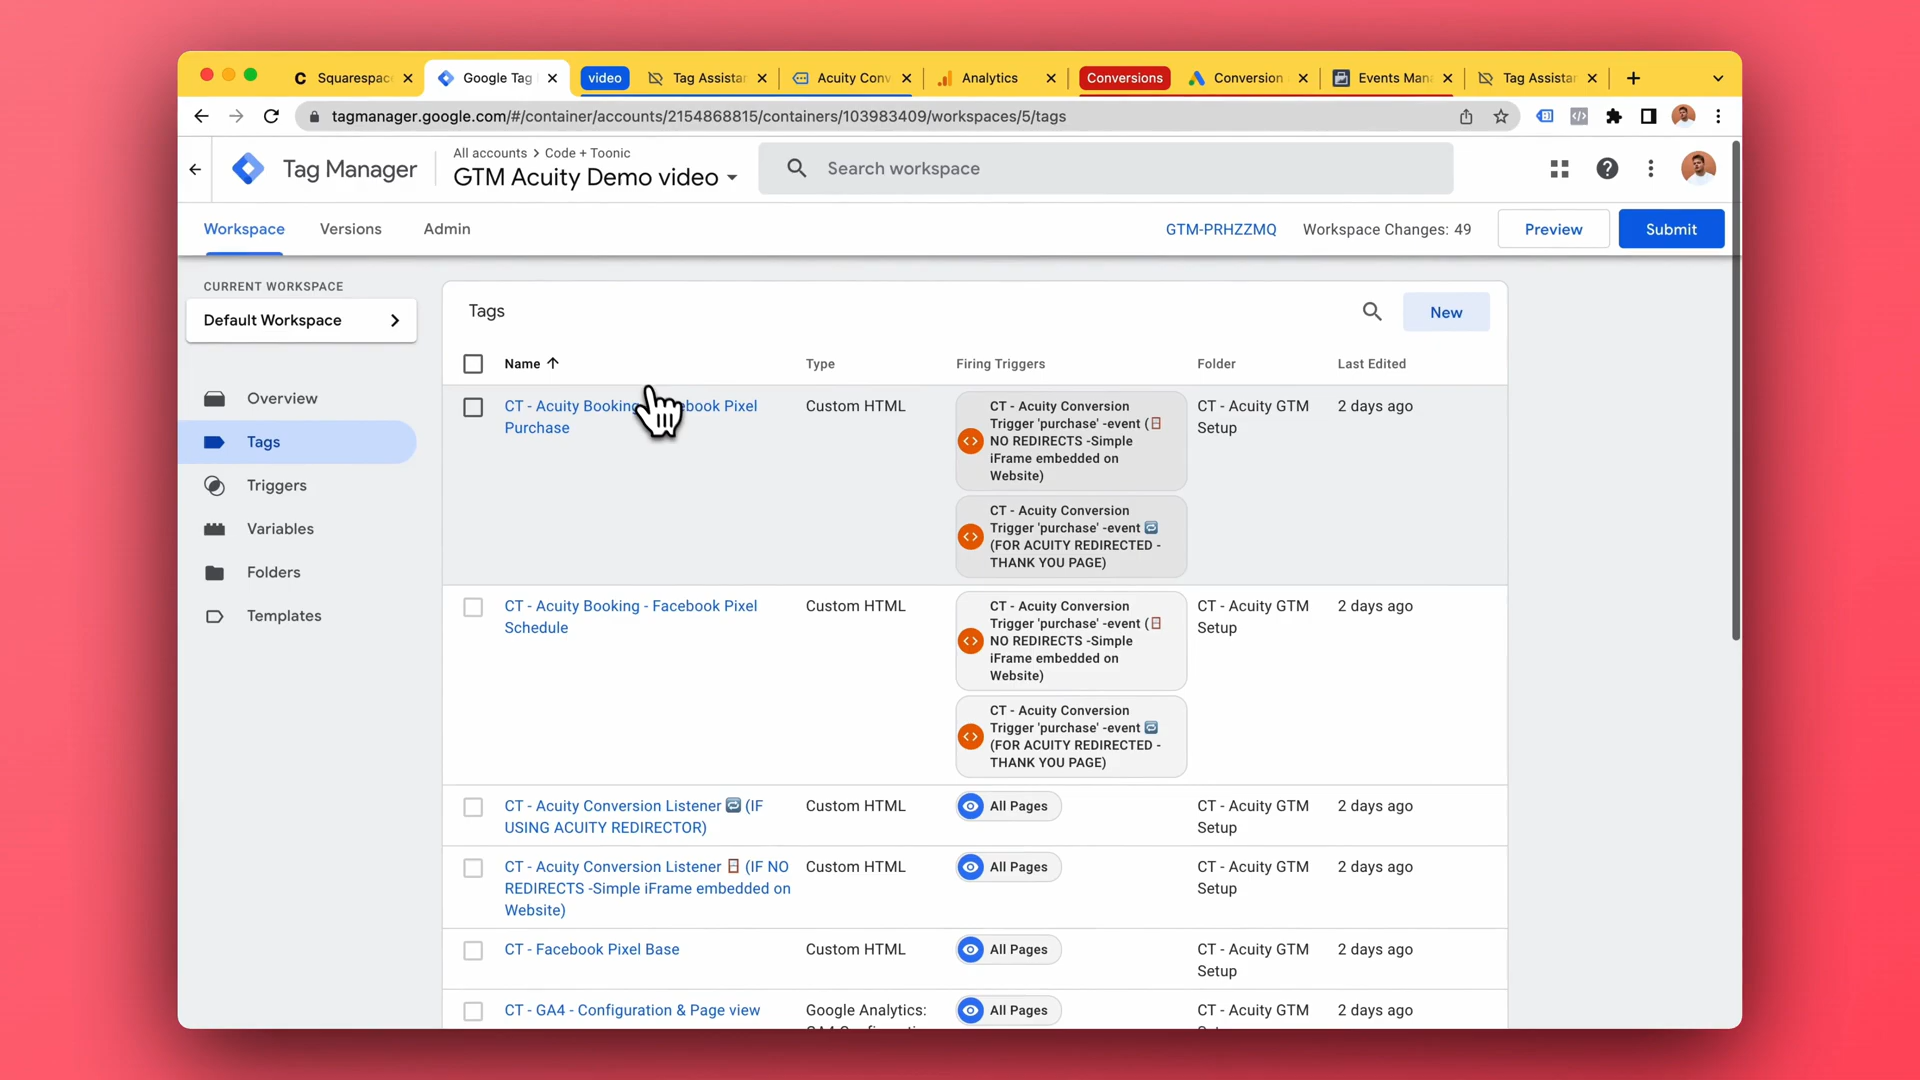 Squarespac
Google Tag
video
Tag Assistar
Acuity Conv
Analytics
Conversions
Conversion
Events Man
Tag Assistar
tagmanager.google.com/#/container/accounts/2154868815/containers/103983409/workspaces/5/tags
Tag Manager
All accounts > Code + Toonic
GTM Acuity Demo video
Search workspace
Workspace
Versions
Admin
GTM-PRHZZMQ
Workspace Changes: 49
Preview
Submit
CURRENT WORKSPACE
Default Workspace
Overview
Tags
Triggers
Variables
Folders
Templates
Tags
New
Name
Type
Firing Triggers
Folder
Last Edited
CT - Acuity Booking ebook Pixel
Purchase
Custom HTML
CT - Acuity Conversion
Trigger 'purchase' -event (
NO REDIRECTS -Simple
iFrame embedded on
Website)
CT - Acuity Conversion
Trigger 'purchase' -event
(FOR ACUITY REDIRECTED -
THANK YOU PAGE)
CT - Acuity GTM
Setup
2 days ago
CT - Acuity Booking - Facebook Pixel
Schedule
Custom HTML
CT - Acuity Conversion
Trigger 'purchase' -event (
NO REDIRECTS -Simple
iFrame embedded on
Website)
CT - Acuity Conversion
Trigger 'purchase' -event
(FOR ACUITY REDIRECTED -
THANK YOU PAGE)
CT - Acuity GTM
Setup
2 days ago
CT - Acuity Conversion Listener (IF
USING ACUITY REDIRECTOR)
Custom HTML
All Pages
CT - Acuity GTM
Setup
2 days ago
CT - Acuity Conversion Listener (IF NO
REDIRECTS -Simple iFrame embedded on
Website)
Custom HTML
All Pages
CT - Acuity GTM
Setup
2 days ago
CT - Facebook Pixel Base
Custom HTML
All Pages
CT - Acuity GTM
Setup
2 days ago
CT - GA4 - Configuration & Page view
Google Analytics:
All Pages
CT - Acuity GTM
2 days ago